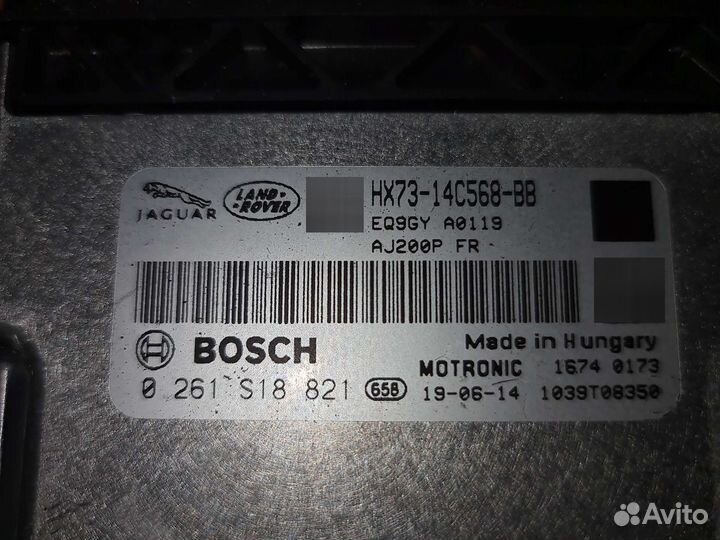 JAGUAR
LAND ROVER
HX73-14C568-BB
EQ9GY A0119
AJ200P FR
BOSCH
Made in Hungary
MOTRONIC 1674 0173
0 261 S18 821 658 19-06-14 1039T08350
Avito